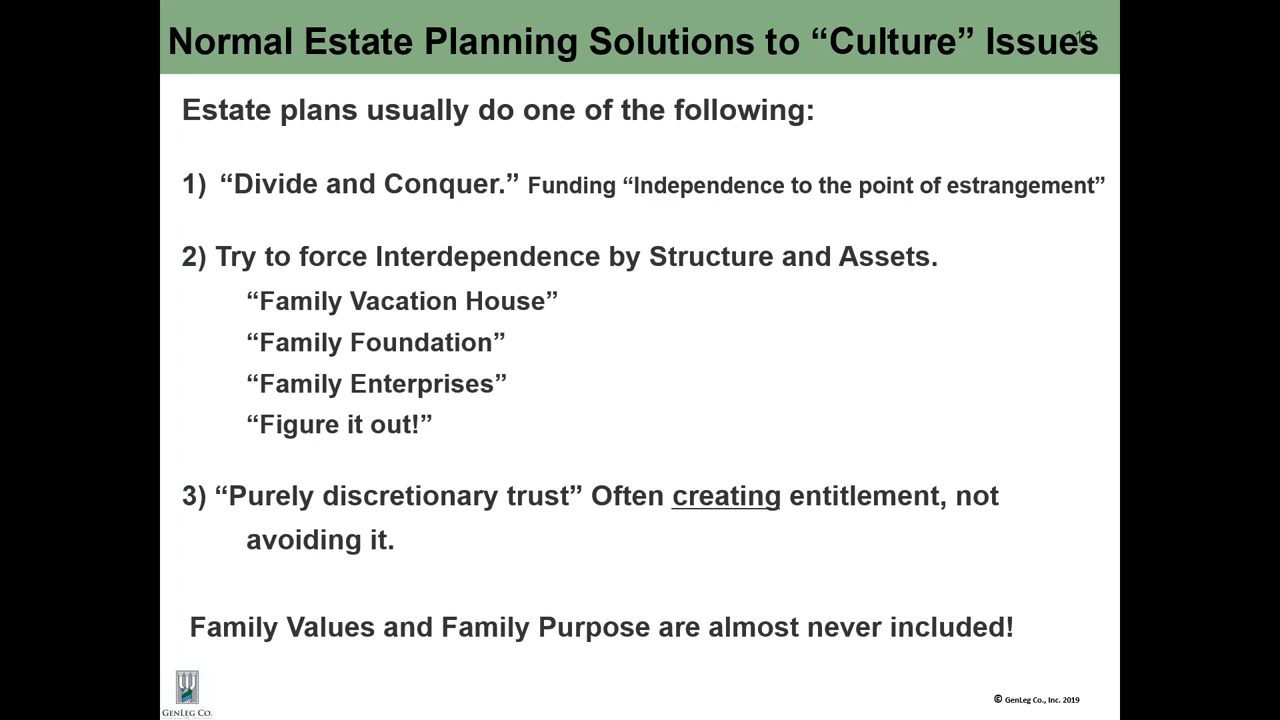 Normal Estate Planning Solutions to “Culture” Issues
Estate plans usually do one of the following:
1) “Divide and Conquer.” Funding “Independence to the point of estrangement”
2) Try to force Interdependence by Structure and Assets.
“Family Vacation House”
“Family Foundation”
“Family Enterprises”
“Figure it out!”
3) “Purely discretionary trust” Often creating entitlement, not
avoiding it.
Family Values and Family Purpose are almost never included!
GENLEG CO.
© GenLeg Co., Inc. 2019